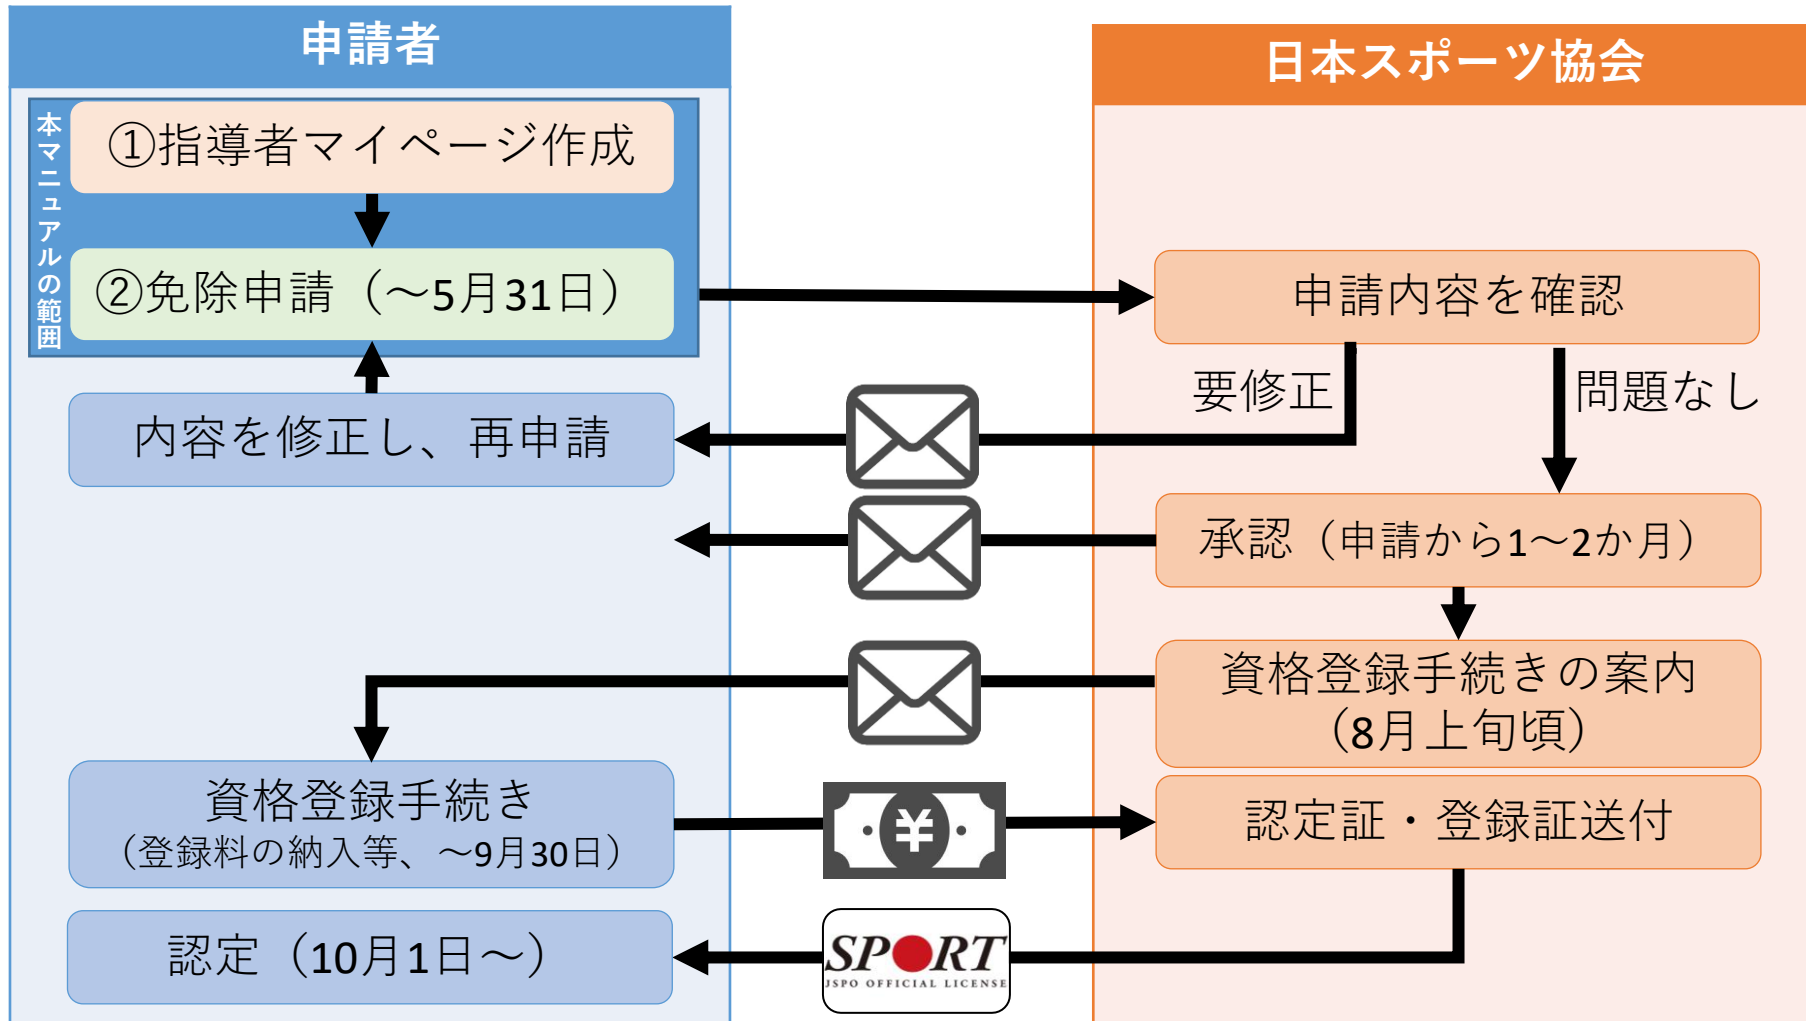 申請者
日本スポーツ協会
本マニュアルの範囲
①指導者マイページ作成
②免除申請（～5月31日）
申請内容を確認
要修正
問題なし
内容を修正し、再申請
承認（申請から1～2か月）
資格登録手続きの案内
（8月上旬頃）
資格登録手続き
（登録料の納入等、～9月30日）
¥
認定証・登録証送付
認定（10月1日～）
SPORT
JSPO OFFICIAL LICENSE